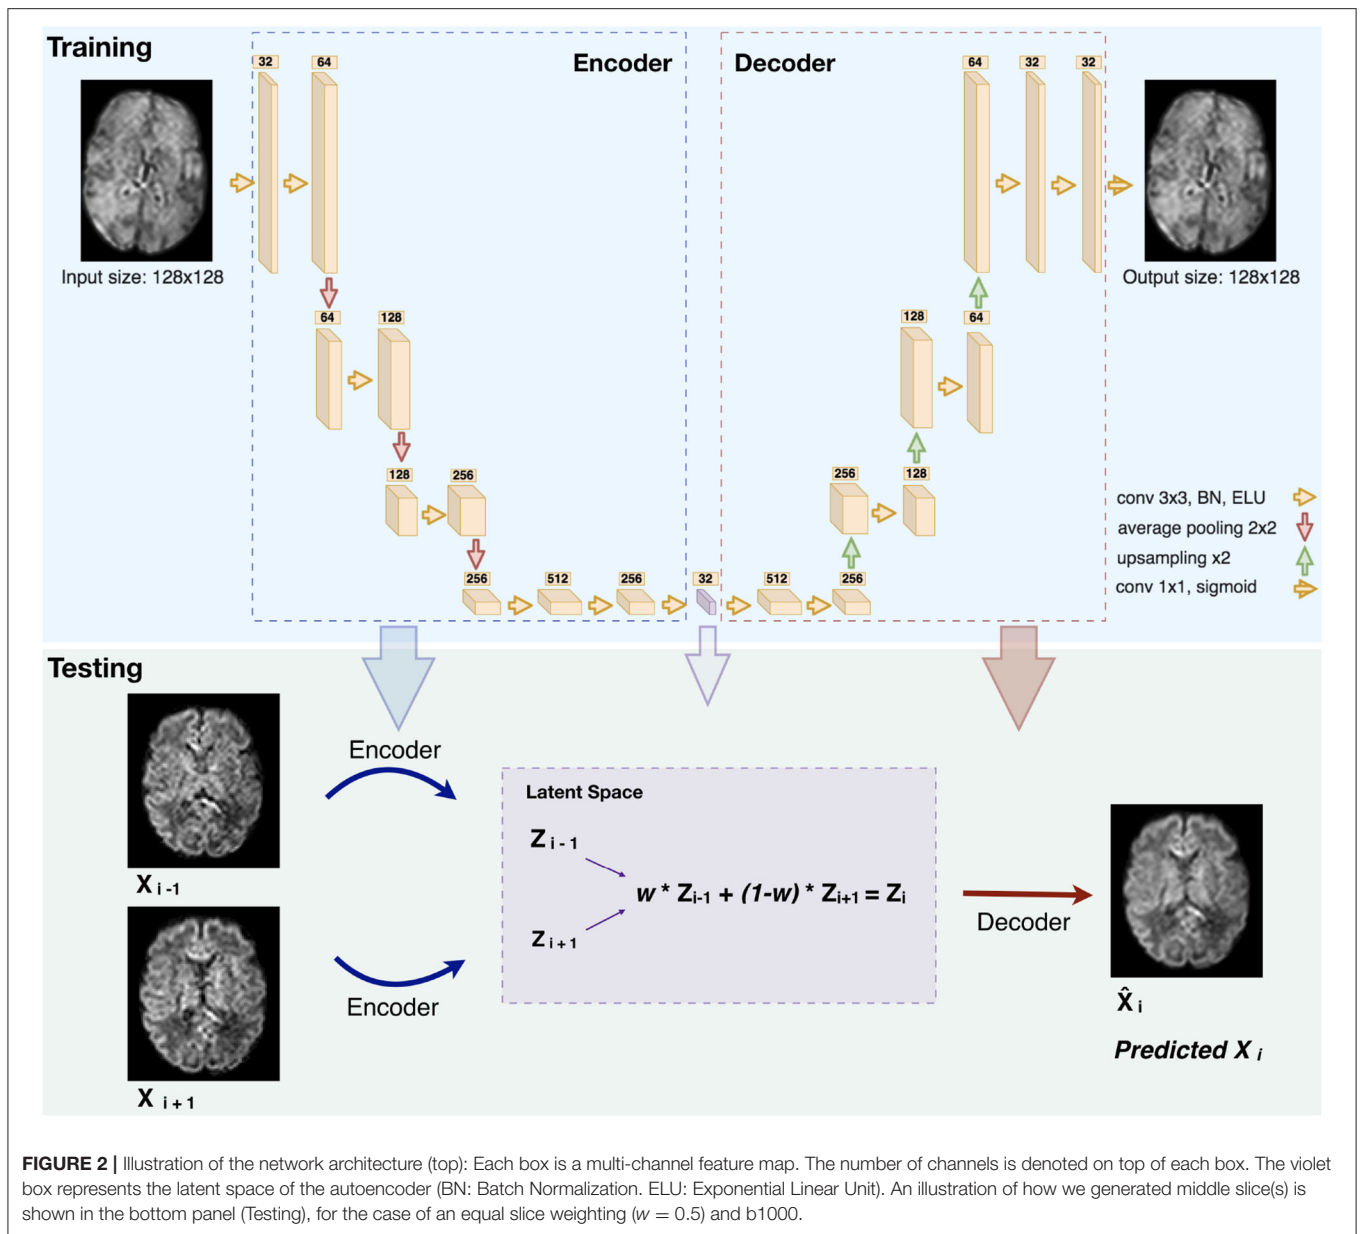 Training
Encoder
Decoder
32
64
64
32
32
Input size: 128x128
Output size: 128x128
64
128
128
64
128
256
256
128
conv 3x3, BN, ELU
average pooling 2x2
upsampling x2
conv 1x1, sigmoid
256
512
256
32
512
256
Testing
Encoder
X i-1
Encoder
X i + 1
Latent Space
Z i - 1
w * Zi-1 + (1-w) * Zi+1 = Zi
Z i + 1
Decoder
X̂ i
Predicted X i
FIGURE 2 | Illustration of the network architecture (top): Each box is a multi-channel feature map. The number of channels is denoted on top of each box. The violet
box represents the latent space of the autoencoder (BN: Batch Normalization. ELU: Exponential Linear Unit). An illustration of how we generated middle slice(s) is
shown in the bottom panel (Testing), for the case of an equal slice weighting (w = 0.5) and b1000.